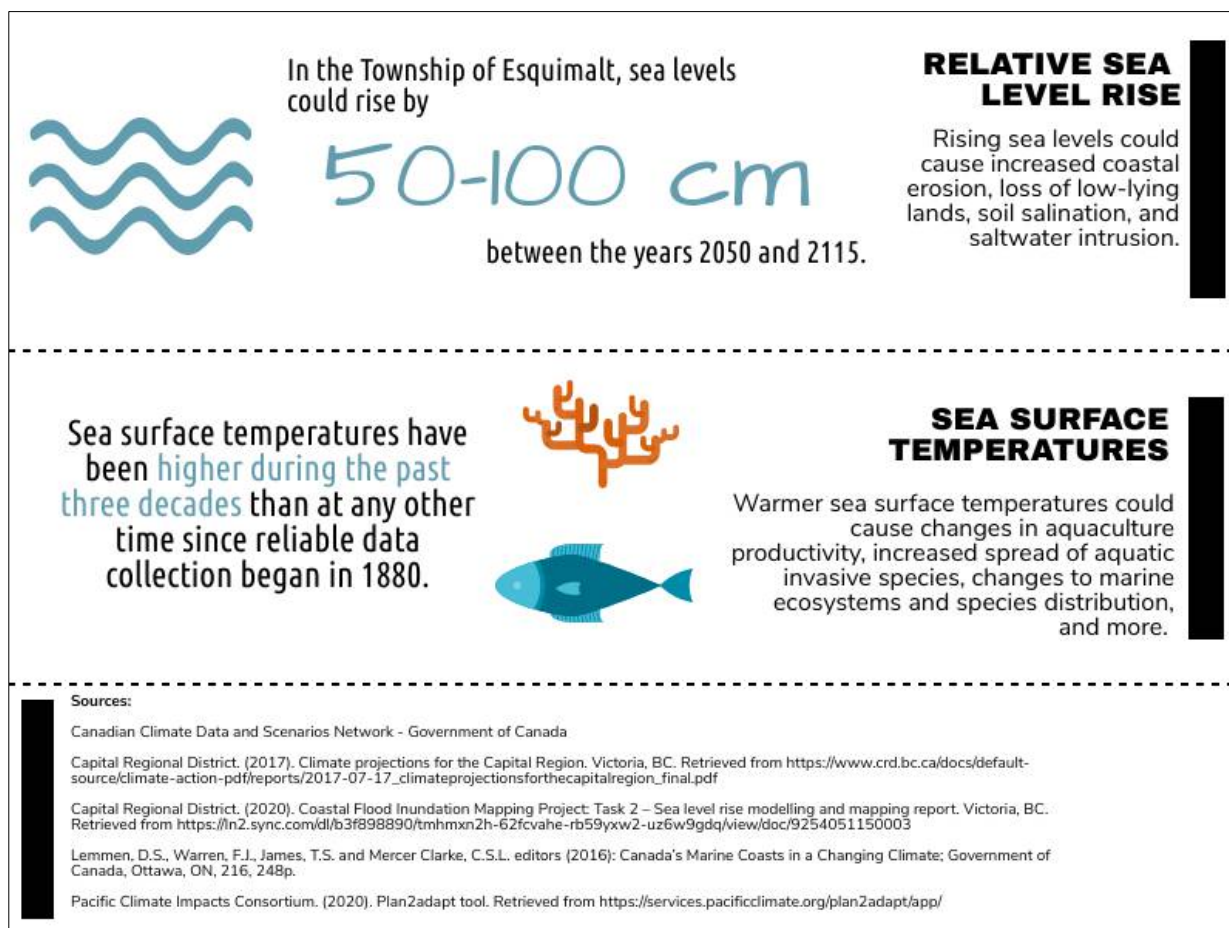 In the Township of Esquimalt, sea levels
could rise by
50-100 cm
between the years 2050 and 2115.
RELATIVE SEA
LEVEL RISE
Rising sea levels could
cause increased coastal
erosion, loss of low-lying
lands, soil salination, and
saltwater intrusion.
Sea surface temperatures have
been higher during the past
three decades than at any other
time since reliable data
collection began in 1880.
SEA SURFACE
TEMPERATURES
Warmer sea surface temperatures could
cause changes in aquaculture
productivity, increased spread of aquatic
invasive species, changes to marine
ecosystems and species distribution,
and more.
Sources:
Canadian Climate Data and Scenarios Network - Government of Canada
Capital Regional District. (2017). Climate projections for the Capital Region. Victoria, BC. Retrieved from https://www.crd.bc.ca/docs/default-
source/climate-action-pdf/reports/2017-07-17_climateprojectionsforthecapitalregion_final.pdf
Capital Regional District. (2020). Coastal Flood Inundation Mapping Project: Task 2 – Sea level rise modelling and mapping report. Victoria, BC.
Retrieved from https://ln2.sync.com/dl/b3f898890/tmhmxn2h-62fcvahe-rb59yxw2-uz6w9gdq/view/doc/9254051150003
Lemmen, D.S., Warren, F.J., James, T.S. and Mercer Clarke, C.S.L. editors (2016): Canada's Marine Coasts in a Changing Climate; Government of
Canada, Ottawa, ON, 216, 248p.
Pacific Climate Impacts Consortium. (2020). Plan2adapt tool. Retrieved from https://services.pacificclimate.org/plan2adapt/app/